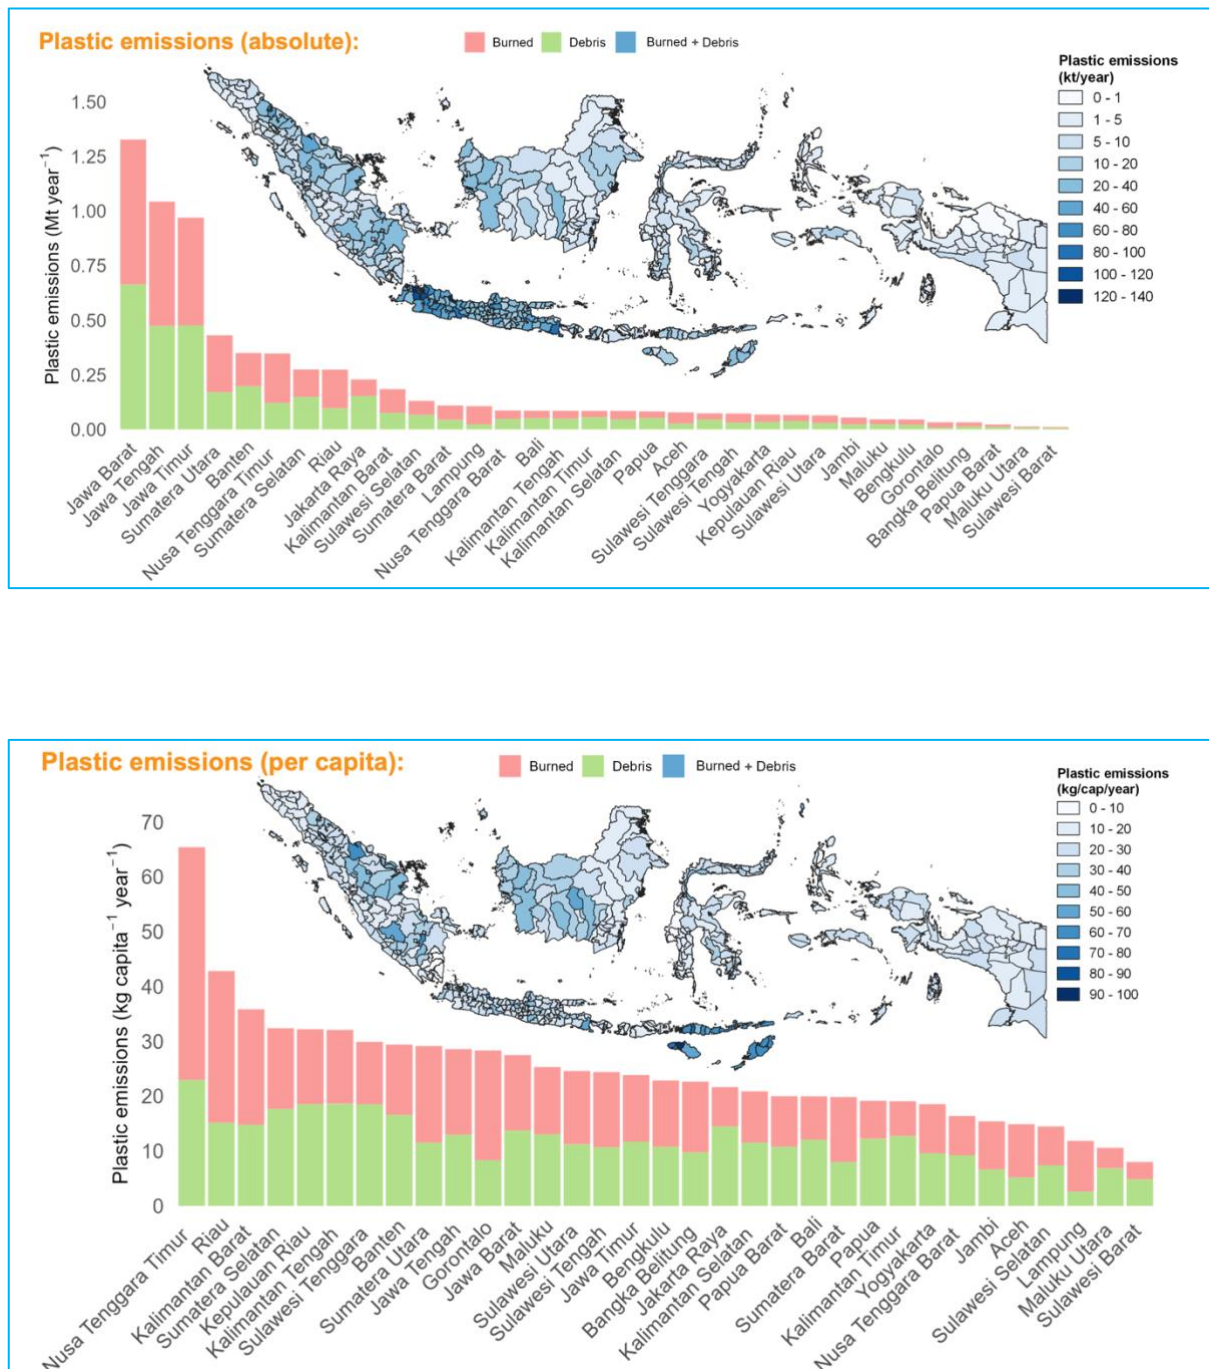 Plastic emissions (absolute):
Burned
Debris
Burned + Debris
Plastic emissions
(kt/year)
0 - 1
1 - 5
5 - 10
10 - 20
20 - 40
40 - 60
60 - 80
80 - 100
100 - 120
120 - 140
Plastic emissions (Mt year⁻¹)
1.50
1.25
1.00
0.75
0.50
0.25
0.00
Jawa Barat
Jawa Tengah
Jawa Timur
Sumatera Utara
Banten
Nusa Tenggara Timur
Sumatera Selatan
Riau
Jakarta Raya
Kalimantan Barat
Sulawesi Selatan
Sumatera Barat
Lampung
Nusa Tenggara Barat
Bali
Kalimantan Tengah
Kalimantan Timur
Kalimantan Selatan
Papua
Aceh
Sulawesi Tenggara
Sulawesi Tengah
Yogyakarta
Kepulauan Riau
Sulawesi Utara
Jambi
Maluku
Bengkulu
Gorontalo
Bangka Belitung
Papua Barat
Maluku Utara
Sulawesi Barat
Plastic emissions (per capita):
Burned
Debris
Burned + Debris
Plastic emissions
(kg/cap/year)
0 - 10
10 - 20
20 - 30
30 - 40
40 - 50
50 - 60
60 - 70
70 - 80
80 - 90
90 - 100
Plastic emissions (kg capita⁻¹ year⁻¹)
70
60
50
40
30
20
10
0
Nusa Tenggara Timur
Riau
Kalimantan Barat
Sumatera Selatan
Kepulauan Riau
Kalimantan Tengah
Sulawesi Tenggara
Banten
Sumatera Utara
Jawa Tengah
Gorontalo
Jawa Barat
Maluku
Sulawesi Utara
Sulawesi Tengah
Jawa Timur
Bengkulu
Bangka Belitung
Jakarta Raya
Kalimantan Selatan
Papua Barat
Bali
Sumatera Barat
Papua
Kalimantan Timur
Yogyakarta
Nusa Tenggara Barat
Jambi
Aceh
Sulawesi Selatan
Lampung
Maluku Utara
Sulawesi Barat